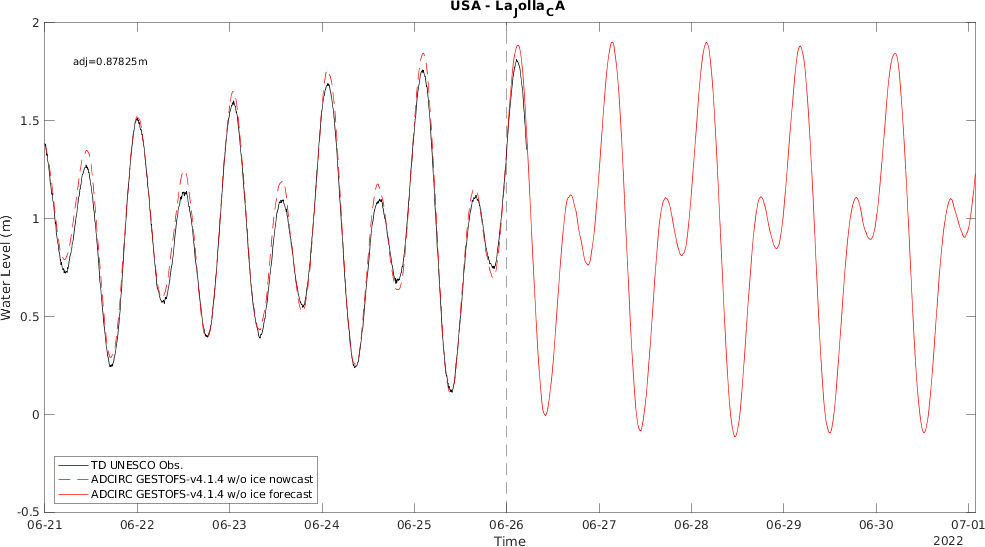 USA - LaJollaCA
adj=0.87825m
2
1.5
1
0.5
0
-0.5
Water Level (m)
TD UNESCO Obs.
ADCIRC GESTOFS-v4.1.4 w/o ice nowcast
ADCIRC GESTOFS-v4.1.4 w/o ice forecast
06-21 06-22 06-23 06-24 06-25 06-26 06-27 06-28 06-29 06-30 07-01
Time
2022